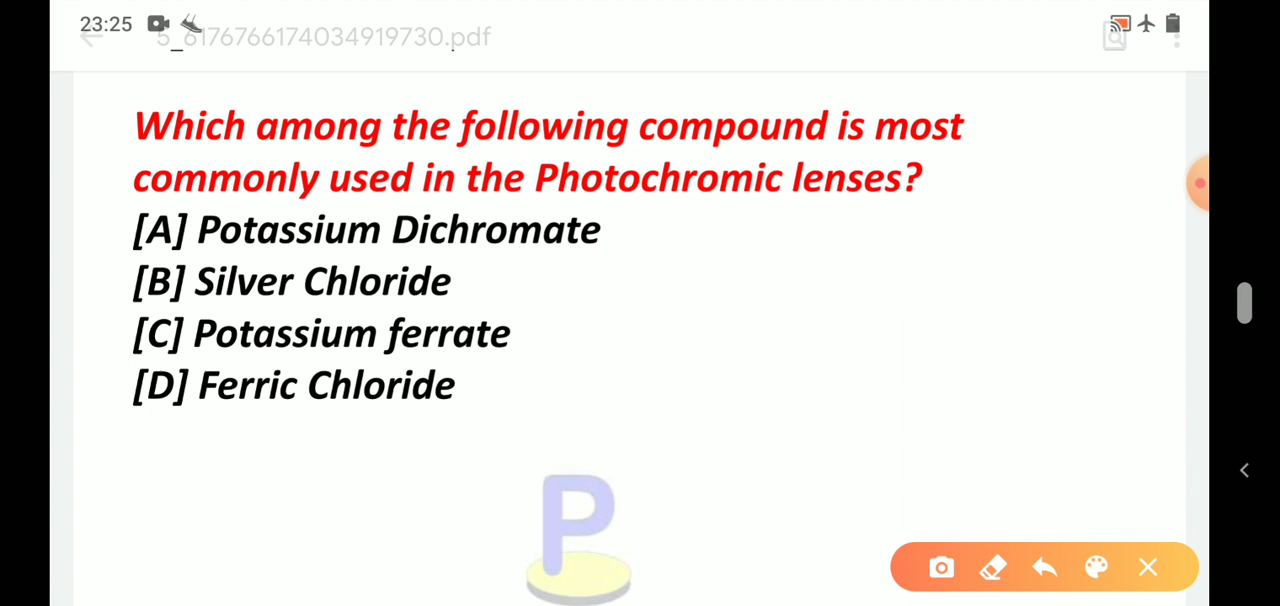 23:25
5_6176766174034919730.pdf
Which among the following compound is most
commonly used in the Photochromic lenses?
[A] Potassium Dichromate
[B] Silver Chloride
[C] Potassium ferrate
[D] Ferric Chloride
P